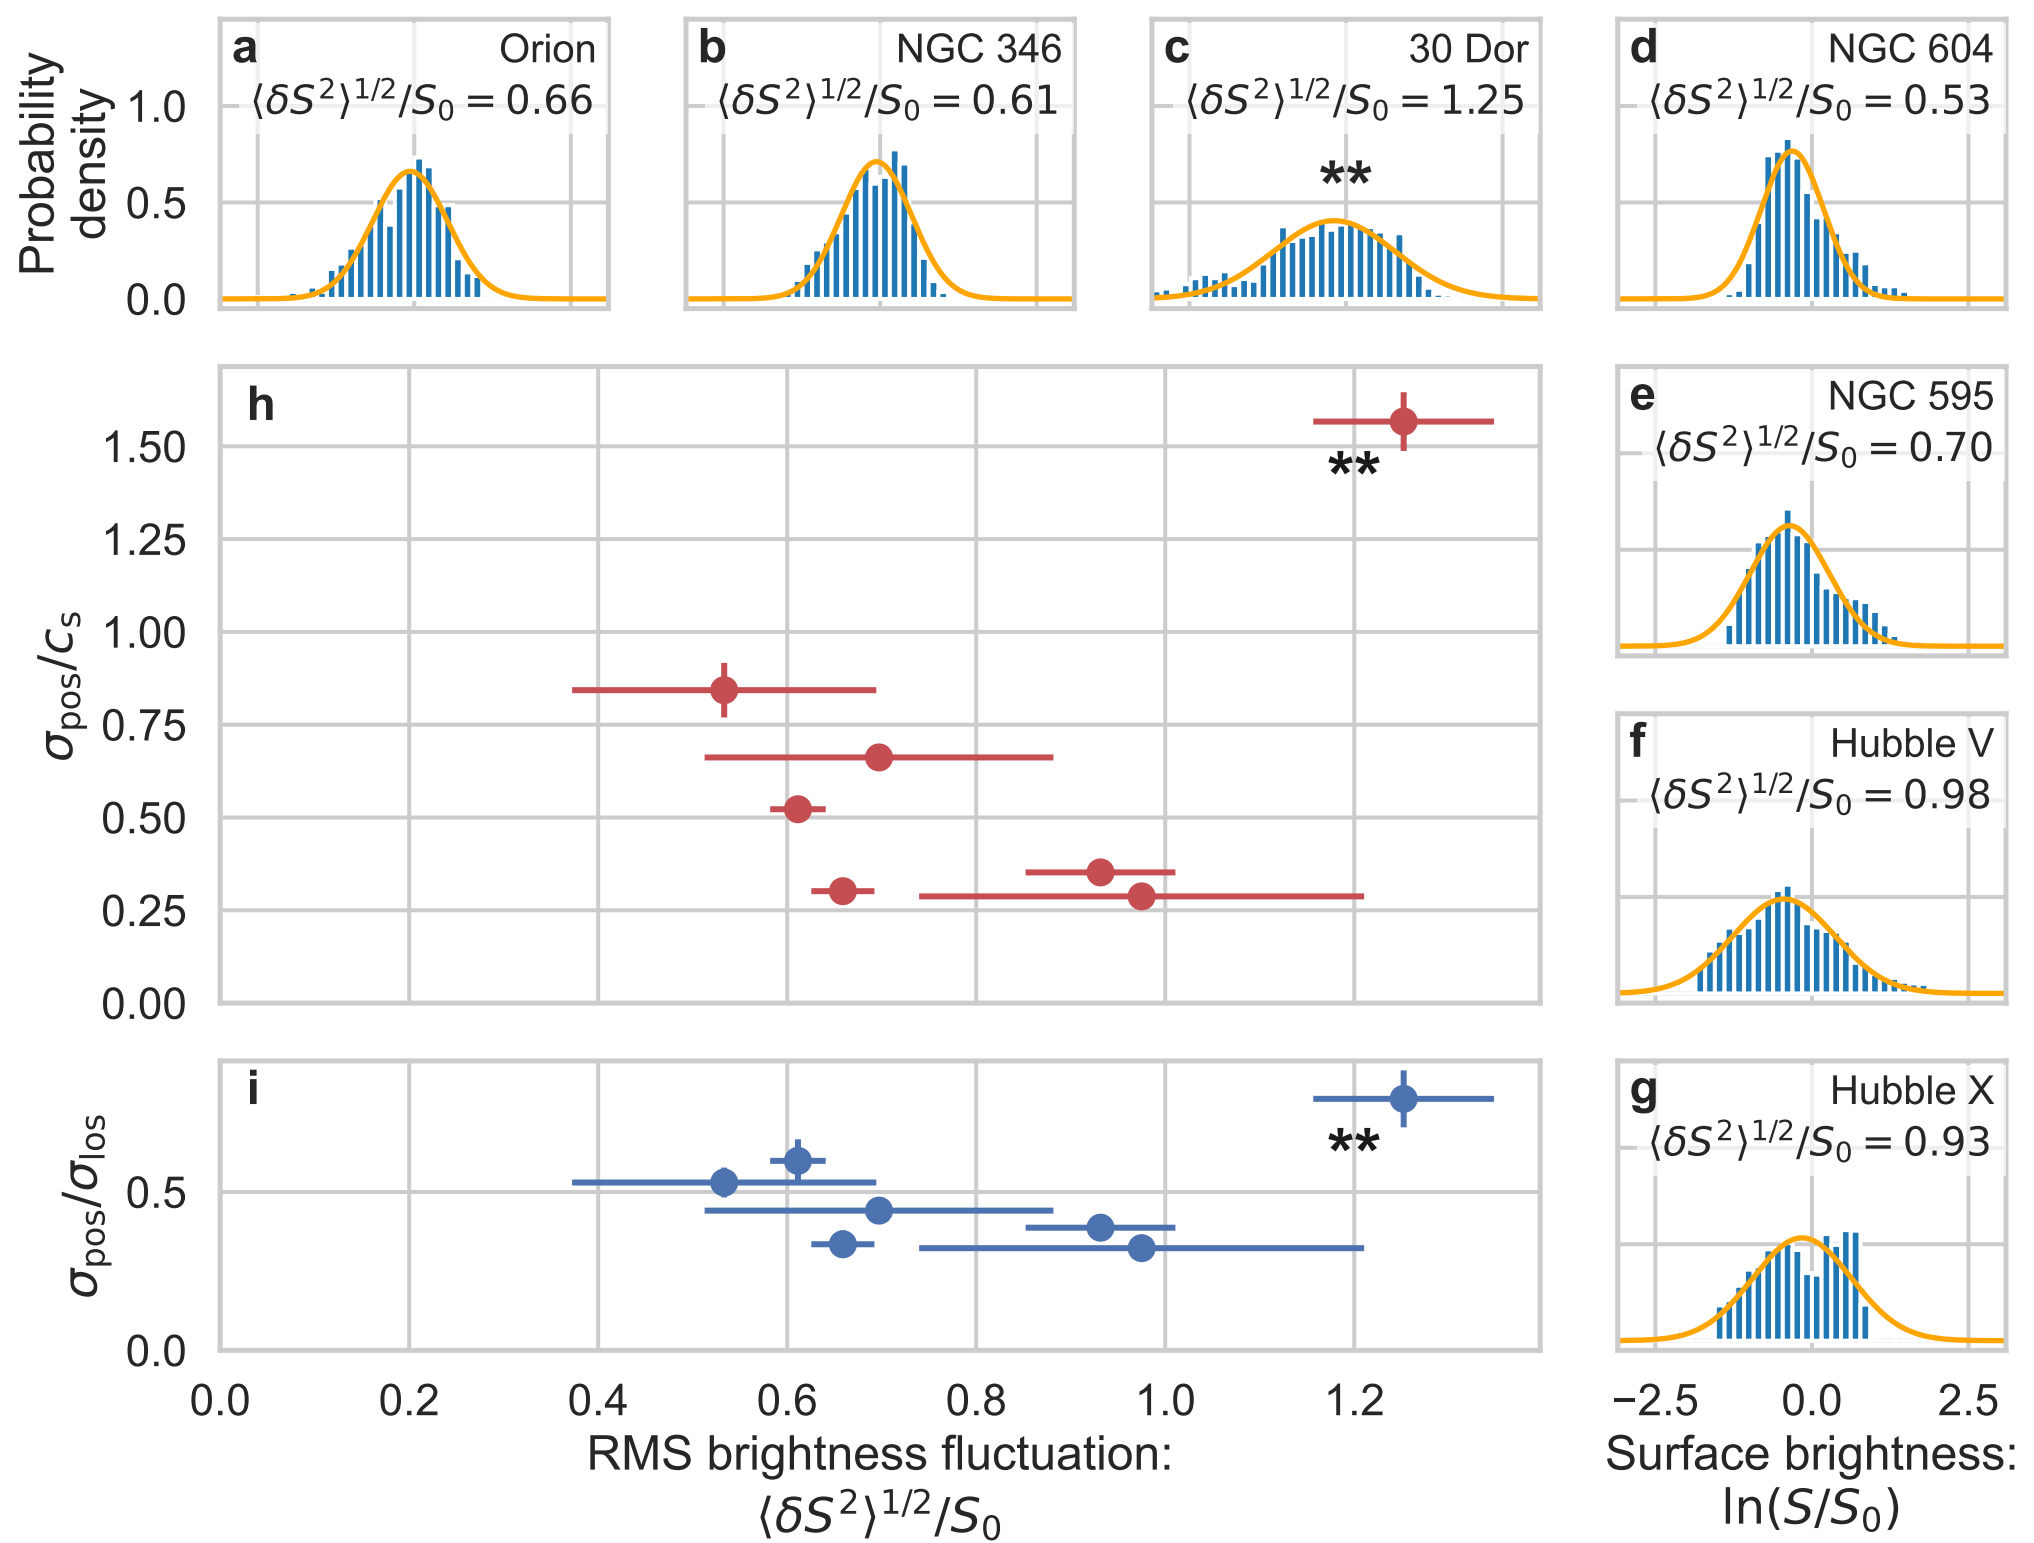 a Orion
⟨δS²⟩^{1/2}/S₀ = 0.66
b NGC 346
⟨δS²⟩^{1/2}/S₀ = 0.61
c 30 Dor
⟨δS²⟩^{1/2}/S₀ = 1.25
**
d NGC 604
⟨δS²⟩^{1/2}/S₀ = 0.53
Probability
density
1.0
0.5
0.0
h
**
1.50
1.25
1.00
0.75
0.50
0.25
0.00
σ_pos/c_s
e NGC 595
⟨δS²⟩^{1/2}/S₀ = 0.70
f Hubble V
⟨δS²⟩^{1/2}/S₀ = 0.98
i
**
0.5
0.0
σ_pos/σ_los
g Hubble X
⟨δS²⟩^{1/2}/S₀ = 0.93
0.0 0.2 0.4 0.6 0.8 1.0 1.2
RMS brightness fluctuation:
⟨δS²⟩^{1/2}/S₀
−2.5 0.0 2.5
Surface brightness:
ln(S/S₀)